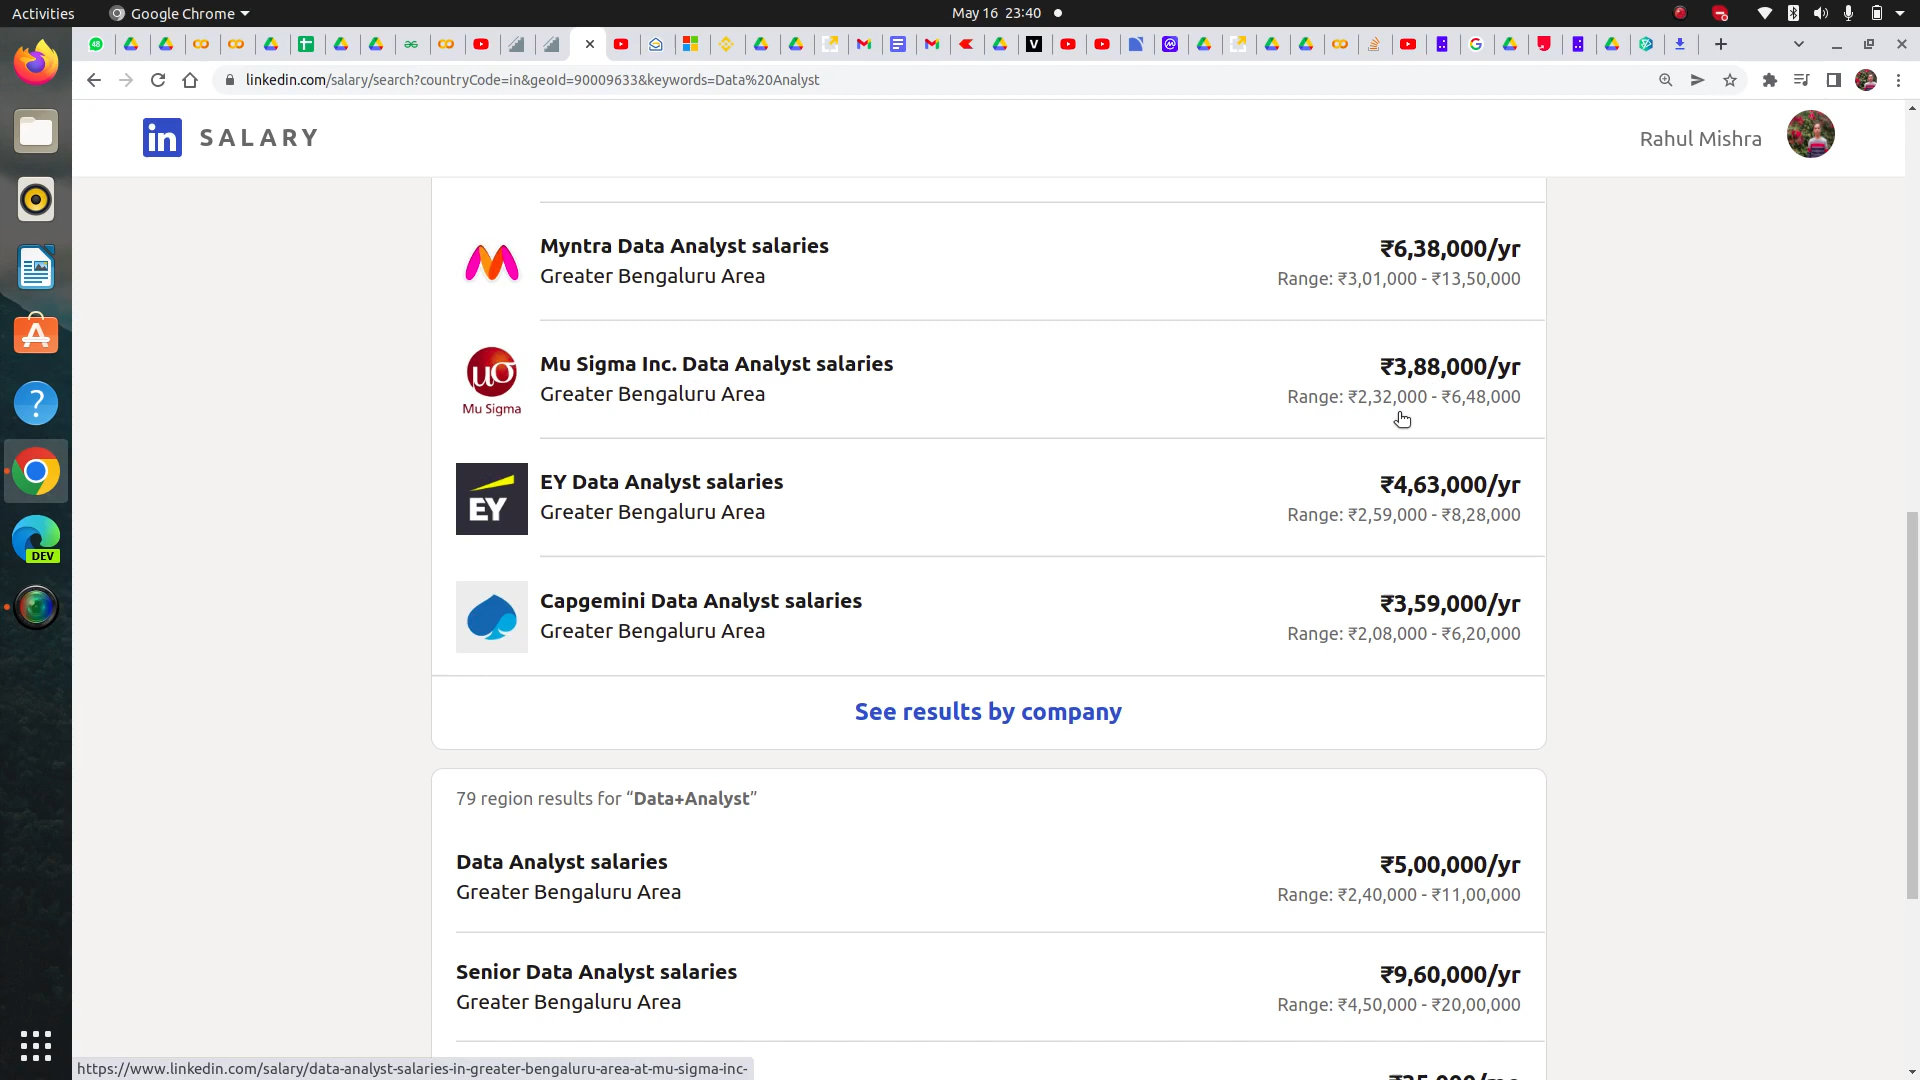 Activities
Google Chrome
May 16 23:40
48
linkedin.com/salary/search?countryCode=in&geoId=90009633&keywords=Data%20Analyst
in SALARY
Rahul Mishra
Myntra Data Analyst salaries
₹6,38,000/yr
Greater Bengaluru Area
Range: ₹3,01,000 - ₹13,50,000
Mu Sigma
Mu Sigma Inc. Data Analyst salaries
₹3,88,000/yr
Greater Bengaluru Area
Range: ₹2,32,000 - ₹6,48,000
EY
EY Data Analyst salaries
₹4,63,000/yr
Greater Bengaluru Area
Range: ₹2,59,000 - ₹8,28,000
DEV
Capgemini Data Analyst salaries
₹3,59,000/yr
Greater Bengaluru Area
Range: ₹2,08,000 - ₹6,20,000
See results by company
79 region results for “Data+Analyst”
Data Analyst salaries
₹5,00,000/yr
Greater Bengaluru Area
Range: ₹2,40,000 - ₹11,00,000
Senior Data Analyst salaries
₹9,60,000/yr
Greater Bengaluru Area
Range: ₹4,50,000 - ₹20,00,000
https://www.linkedin.com/salary/data-analyst-salaries-in-greater-bengaluru-area-at-mu-sigma-inc-